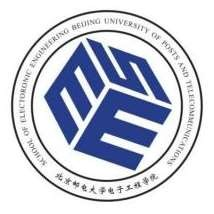 SCHOOL OF ELECTORONIC ENGINEERING BEIJING UNIVERSITY OF POSTS AND TELECOMMUNICATIONS
北京邮电大学电子工程学院